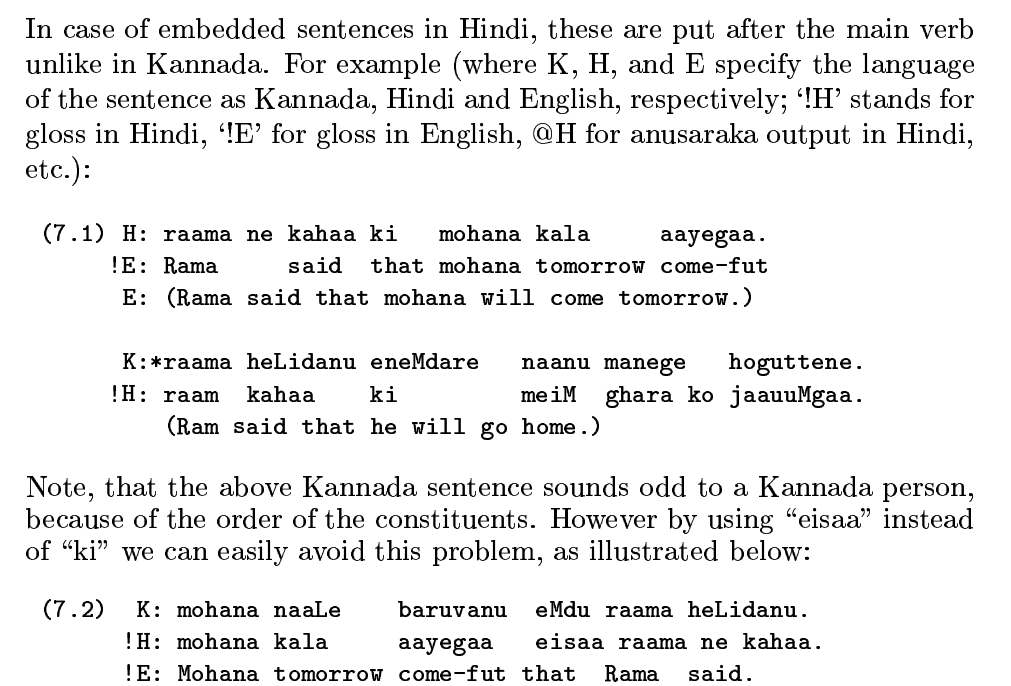 In case of embedded sentences in Hindi, these are put after the main verb
unlike in Kannada. For example (where K, H, and E specify the language
of the sentence as Kannada, Hindi and English, respectively; ‘!H’ stands for
gloss in Hindi, ‘!E’ for gloss in English, @H for anusaraka output in Hindi,
etc.):
(7.1) H: raama ne kahaa ki mohana kala aayegaa.
!E: Rama said that mohana tomorrow come-fut
E: (Rama said that mohana will come tomorrow.)
K:*raama heLidanu eneMdare naanu manege hoguttene.
!H: raam kahaa ki meiM ghara ko jaauuMgaa.
(Ram said that he will go home.)
Note, that the above Kannada sentence sounds odd to a Kannada person,
because of the order of the constituents. However by using “eisaa” instead
of “ki” we can easily avoid this problem, as illustrated below:
(7.2) K: mohana naaLe baruvanu eMdu raama heLidanu.
!H: mohana kala aayegaa eisaa raama ne kahaa.
!E: Mohana tomorrow come-fut that Rama said.